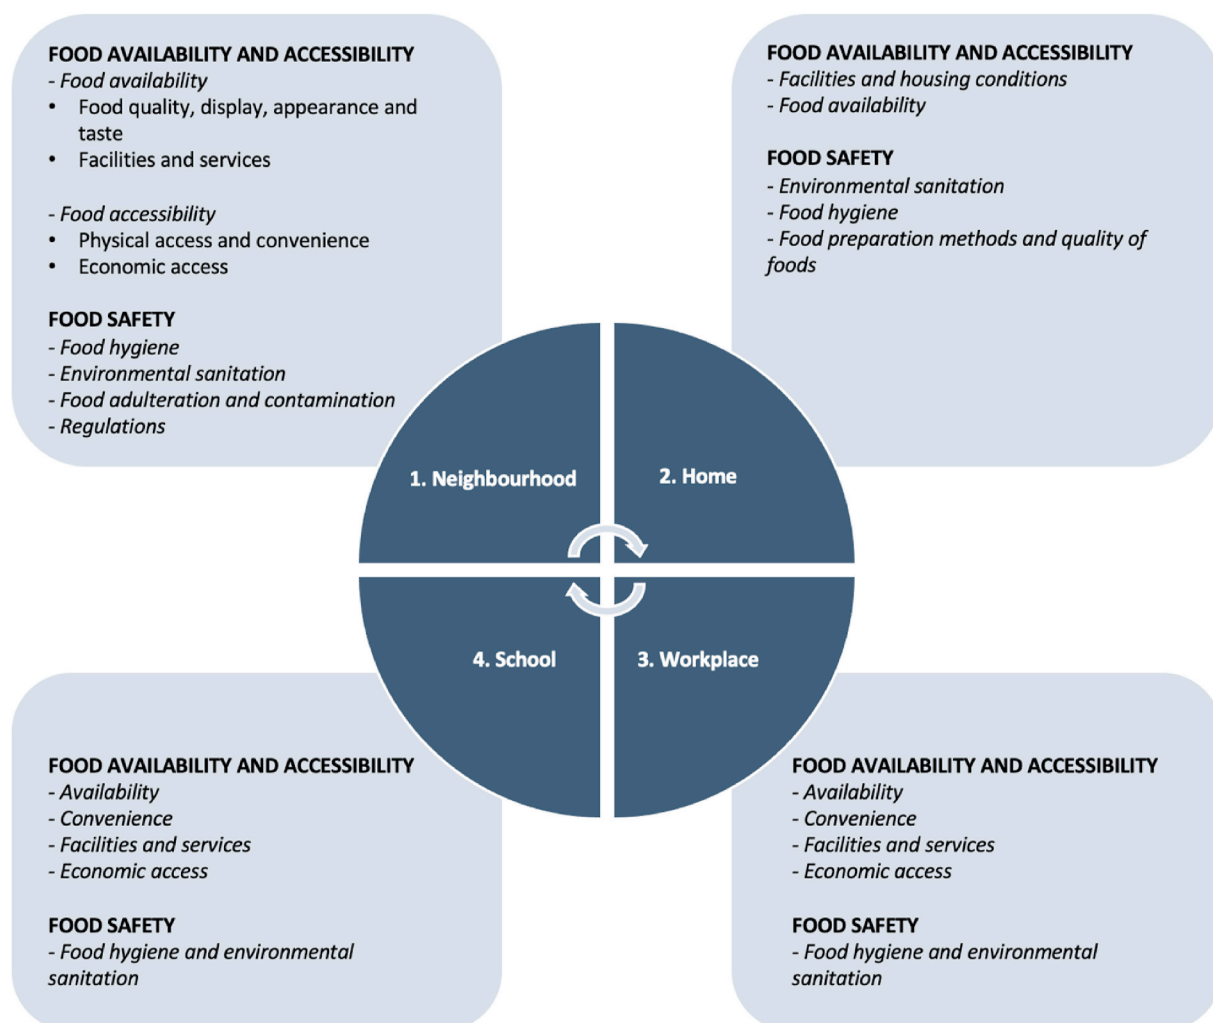 FOOD AVAILABILITY AND ACCESSIBILITY
- Food availability
• Food quality, display, appearance and
taste
• Facilities and services
- Food accessibility
• Physical access and convenience
• Economic access
FOOD SAFETY
- Food hygiene
- Environmental sanitation
- Food adulteration and contamination
- Regulations
FOOD AVAILABILITY AND ACCESSIBILITY
- Facilities and housing conditions
- Food availability
FOOD SAFETY
- Environmental sanitation
- Food hygiene
- Food preparation methods and quality of
foods
1. Neighbourhood
2. Home
4. School
3. Workplace
FOOD AVAILABILITY AND ACCESSIBILITY
- Availability
- Convenience
- Facilities and services
- Economic access
FOOD SAFETY
- Food hygiene and environmental
sanitation
FOOD AVAILABILITY AND ACCESSIBILITY
- Availability
- Convenience
- Facilities and services
- Economic access
FOOD SAFETY
- Food hygiene and environmental
sanitation